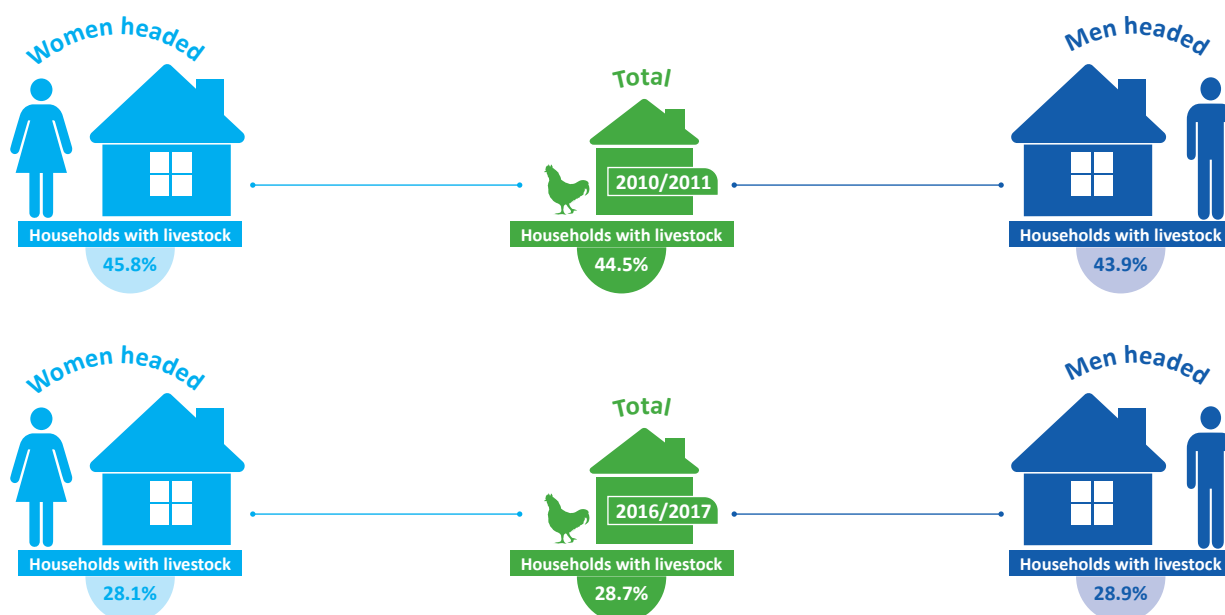 Women headed
Total
Men headed
2010/2011
Households with livestock
Households with livestock
Households with livestock
45.8%
44.5%
43.9%
Women headed
Total
Men headed
2016/2017
Households with livestock
Households with livestock
Households with livestock
28.1%
28.7%
28.9%